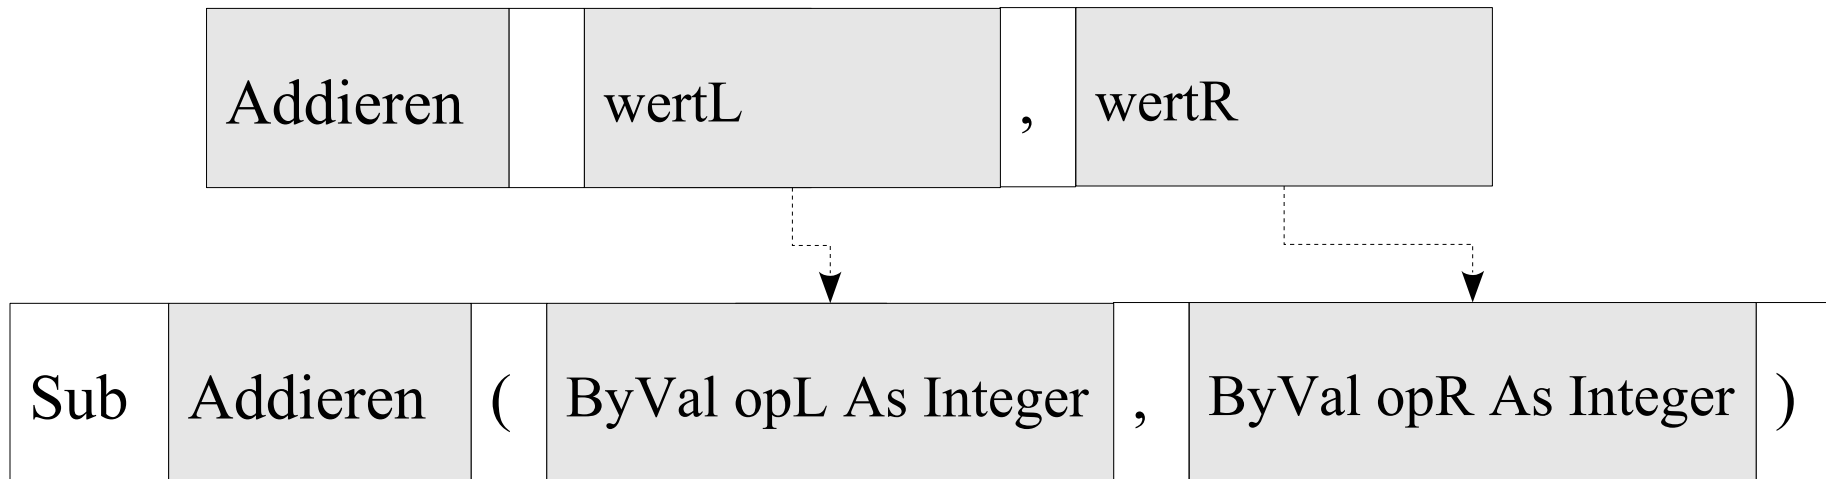 Addieren wertL , wertR
Sub Addieren ( ByVal opL As Integer , ByVal opR As Integer )